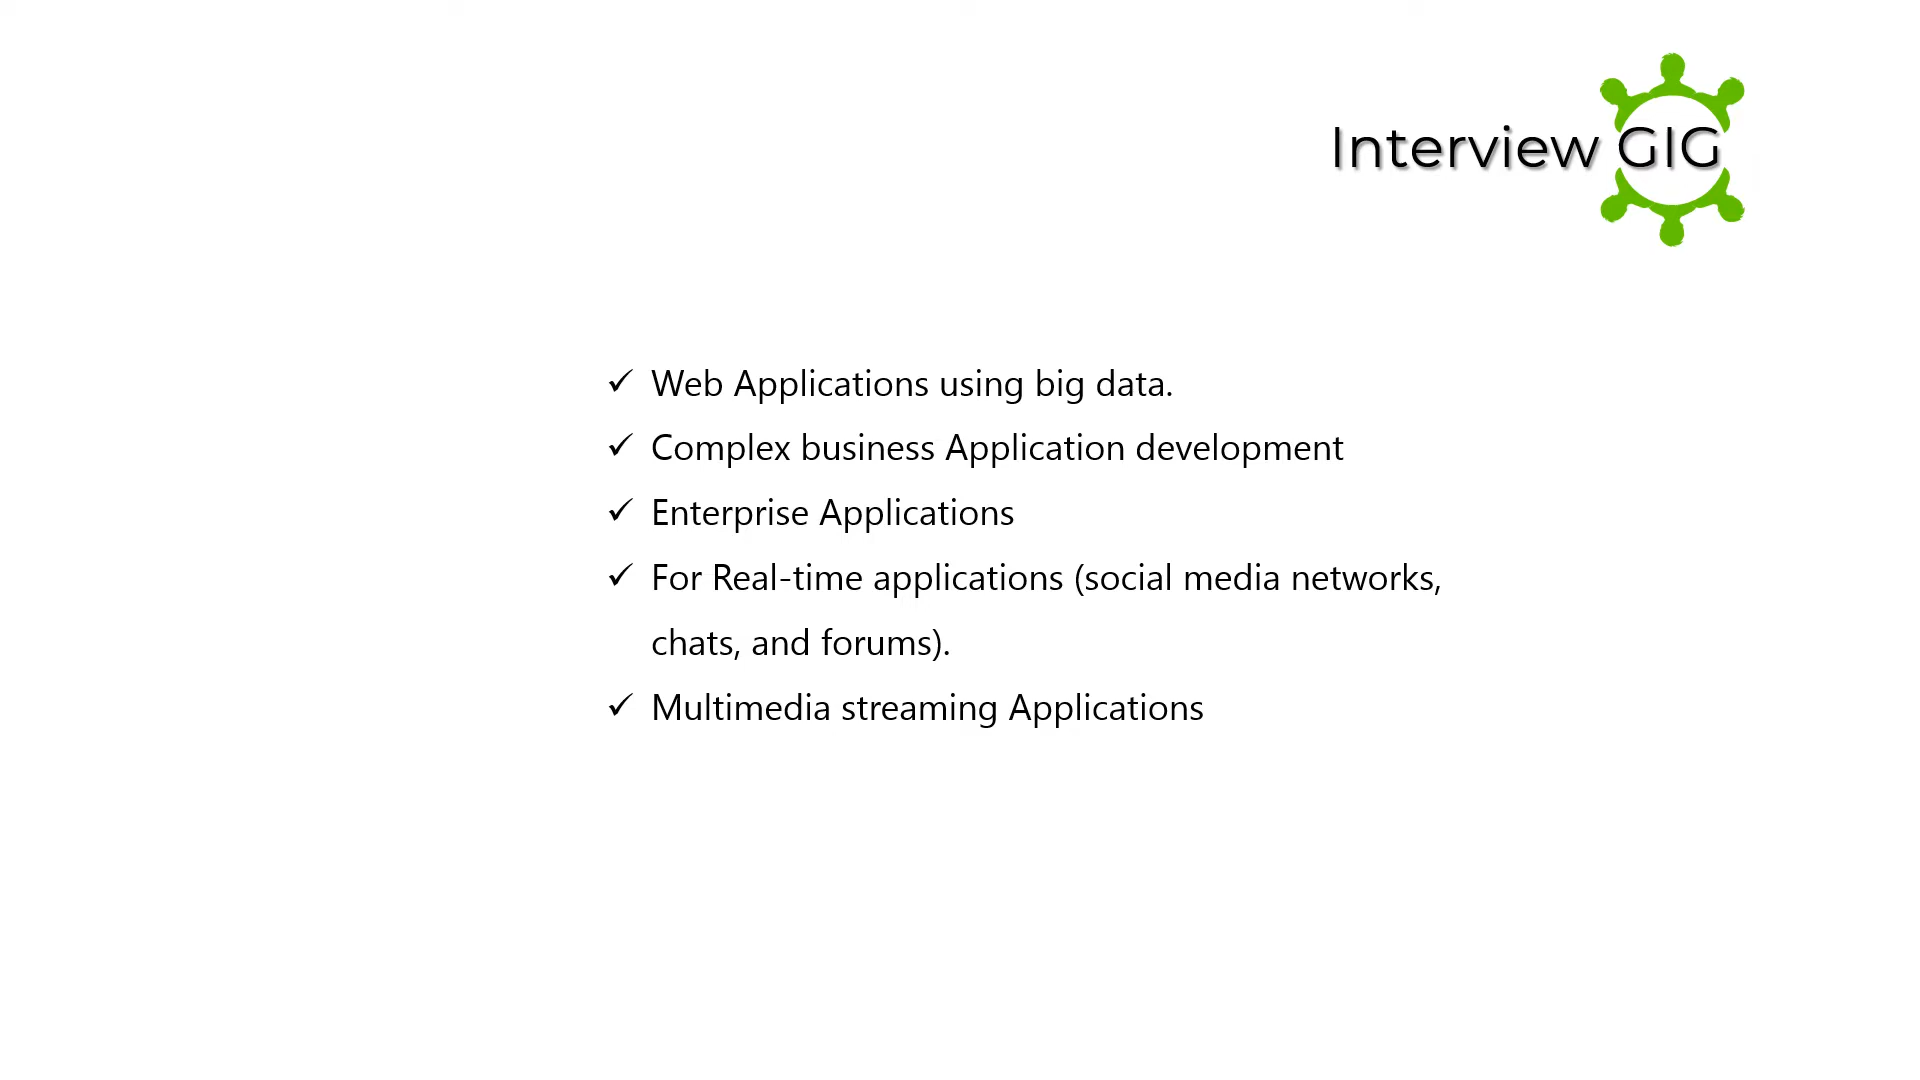 Interview GIG
✓ Web Applications using big data.
✓ Complex business Application development
✓ Enterprise Applications
✓ For Real-time applications (social media networks,
chats, and forums).
✓ Multimedia streaming Applications